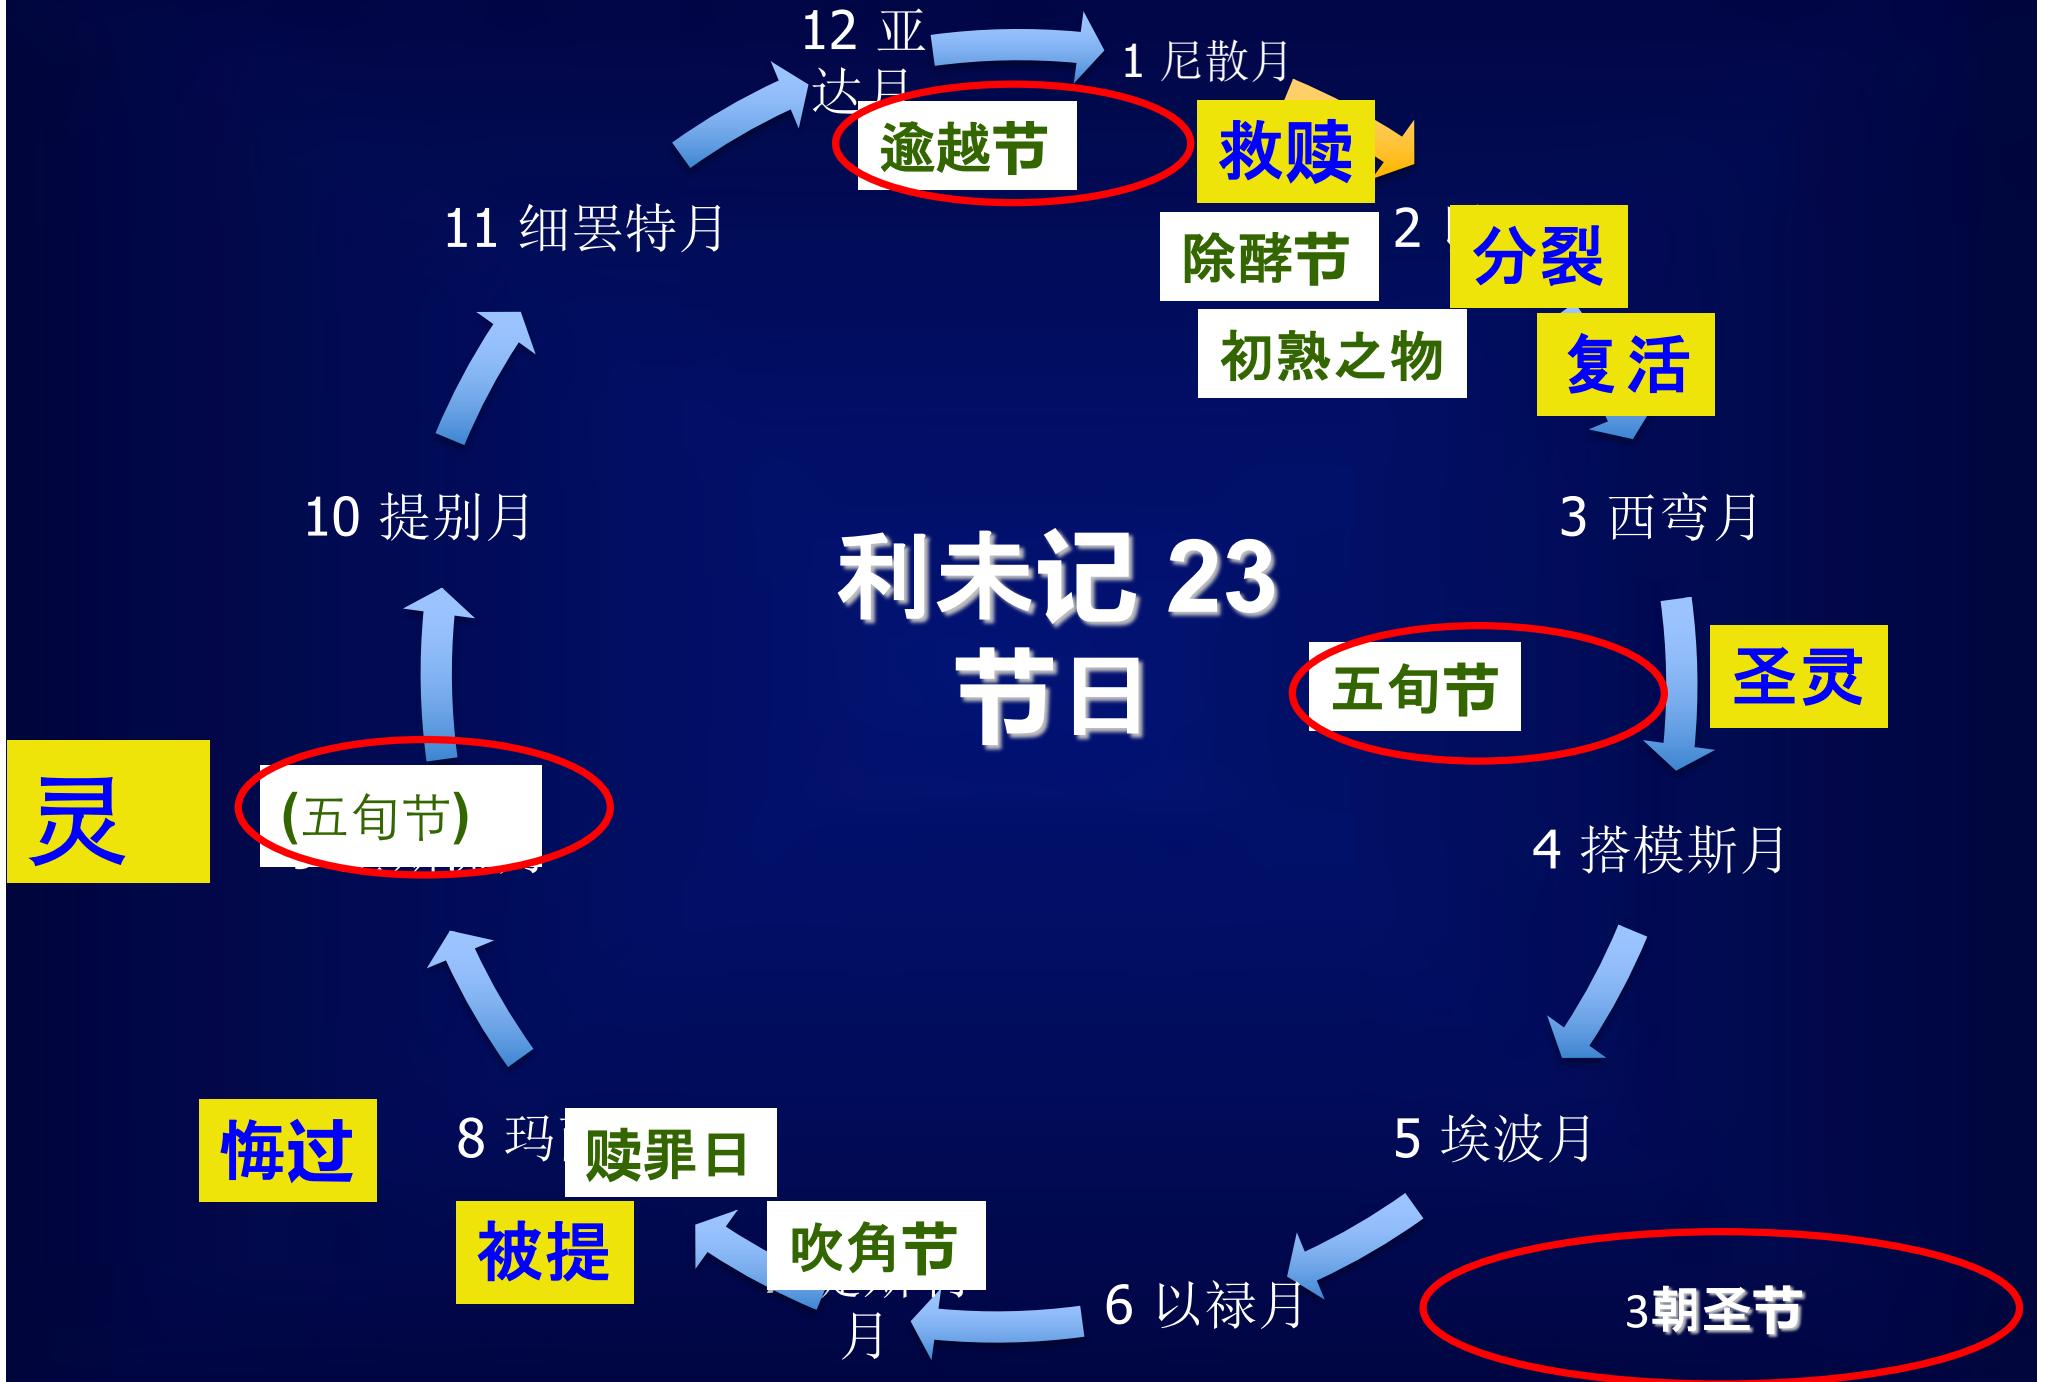 12 亚
达月
1 尼散月
逾越节
救赎
11 细罢特月
除酵节
2
分裂
初熟之物
复活
10 提别月
3 西弯月
利未记 23
节日
五旬节
圣灵
灵
(五旬节)
4 搭模斯月
悔过
8 玛
赎罪日
5 埃波月
被提
吹角节
月
6 以禄月
3朝圣节